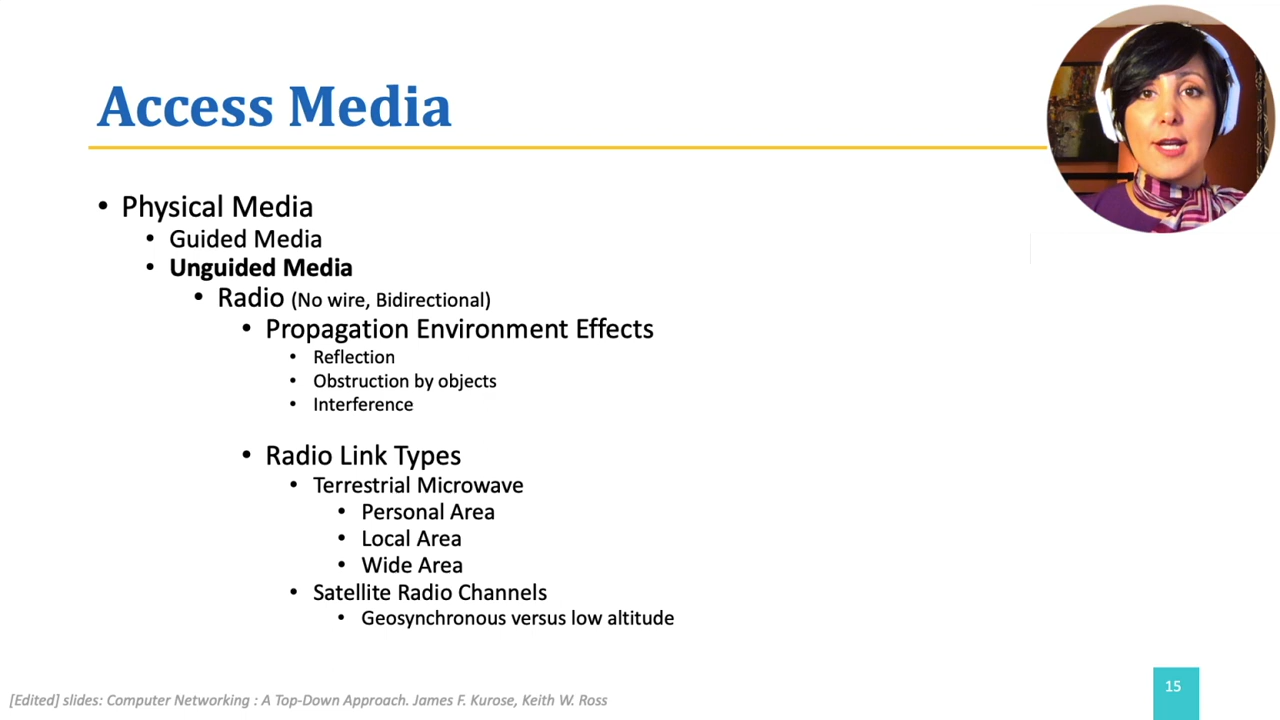 Access Media
• Physical Media
• Guided Media
• Unguided Media
• Radio (No wire, Bidirectional)
• Propagation Environment Effects
• Reflection
• Obstruction by objects
• Interference
• Radio Link Types
• Terrestrial Microwave
• Personal Area
• Local Area
• Wide Area
• Satellite Radio Channels
• Geosynchronous versus low altitude
[Edited] slides: Computer Networking : A Top-Down Approach. James F. Kurose, Keith W. Ross
15